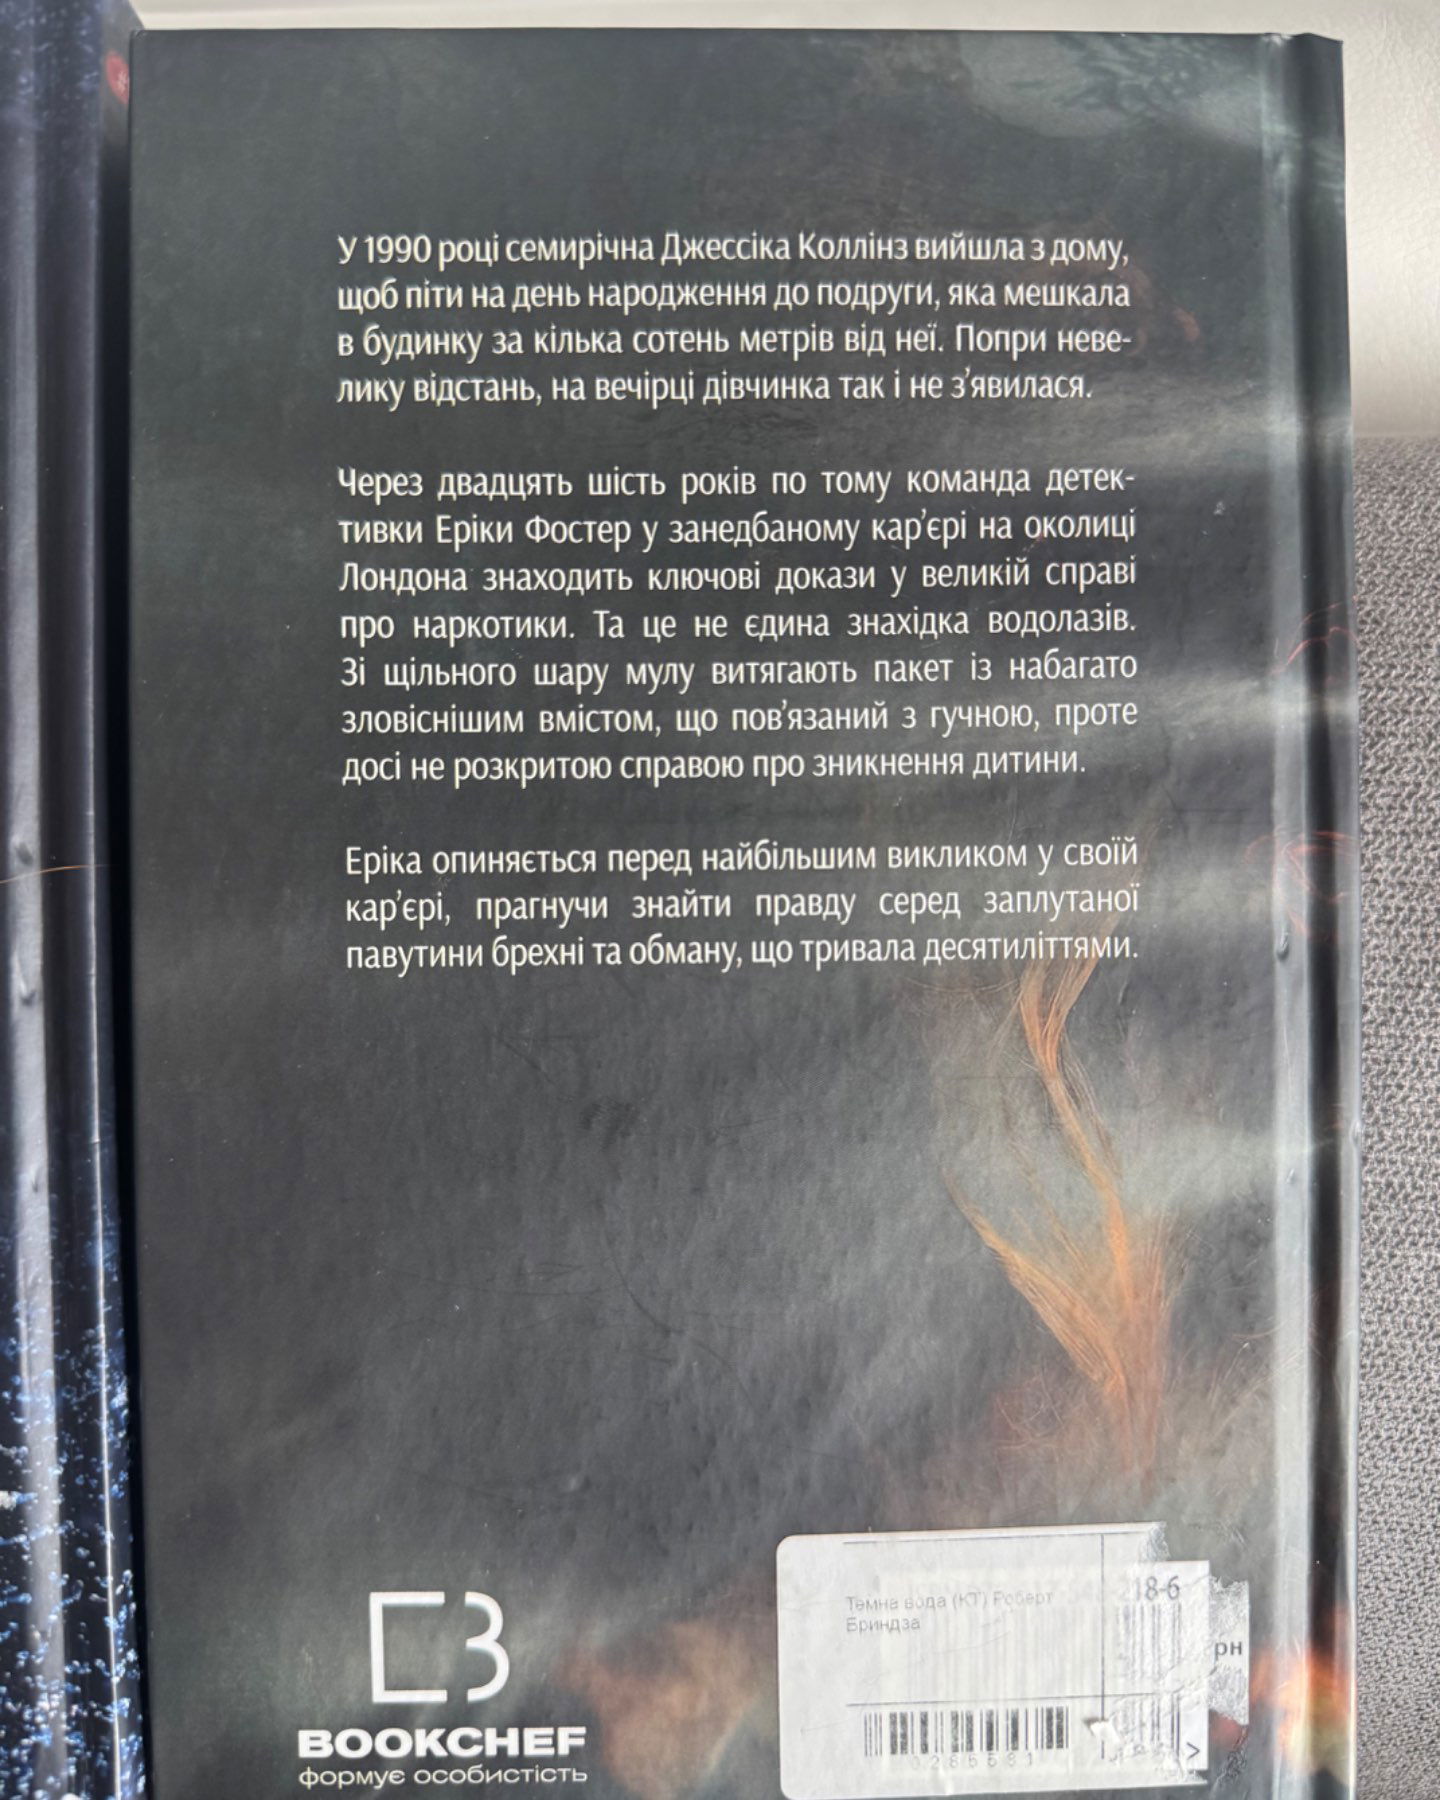 У 1990 році семирічна Джессіка Коллінз вийшла з дому,
щоб піти на день народження до подруги, яка мешкала
в будинку за кілька сотень метрів від неї. Попри неве-
лику відстань, на вечірці дівчинка так і не з’явилася.
Через двадцять шість років по тому команда детек-
тивки Еріки Фостер у занедбаному кар’єрі на околиці
Лондона знаходить ключові докази у великій справі
про наркотики. Та це не єдина знахідка водолазів.
Зі щільного шару мулу витягають пакет із набагато
зловіснішим вмістом, що пов’язаний з гучною, проте
досі не розкритою справою про зникнення дитини.
Еріка опиняється перед найбільшим викликом у своїй
кар’єрі, прагнучи знайти правду серед заплутаної
павутини брехні та обману, що тривала десятиліттями.
BOOKCHEF
формує особистість
Темна вода (КТ) Роберт
Бриндза
18-6
рн
>